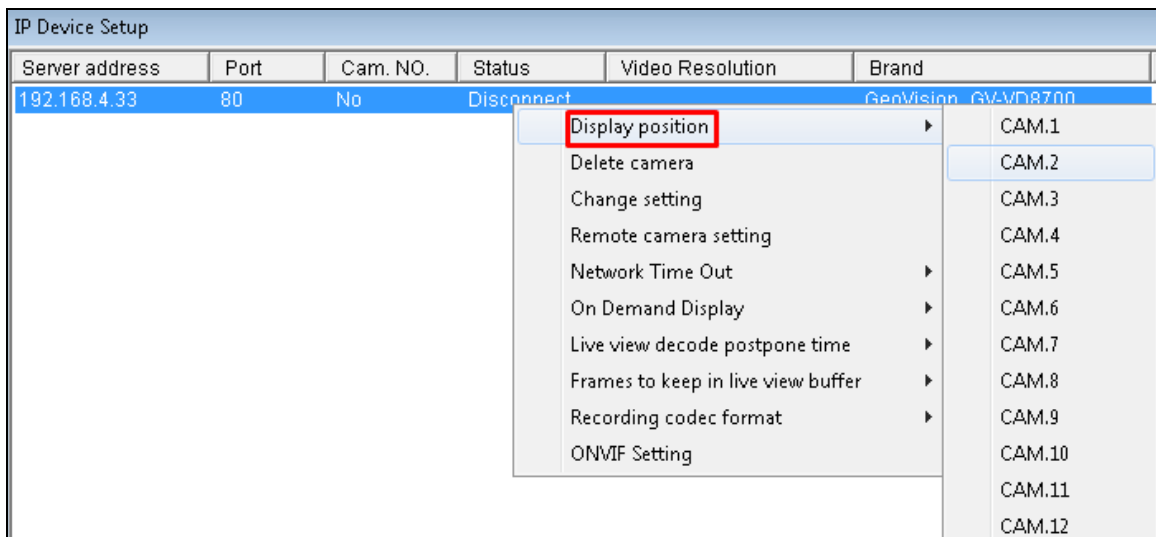 IP Device Setup
Server address Port Cam. NO. Status Video Resolution Brand
192.168.4.33 80 No Disconnect GeoVision_GV-VD8700
Display position
Delete camera
Change setting
Remote camera setting
Network Time Out
On Demand Display
Live view decode postpone time
Frames to keep in live view buffer
Recording codec format
ONVIF Setting
CAM.1
CAM.2
CAM.3
CAM.4
CAM.5
CAM.6
CAM.7
CAM.8
CAM.9
CAM.10
CAM.11
CAM.12